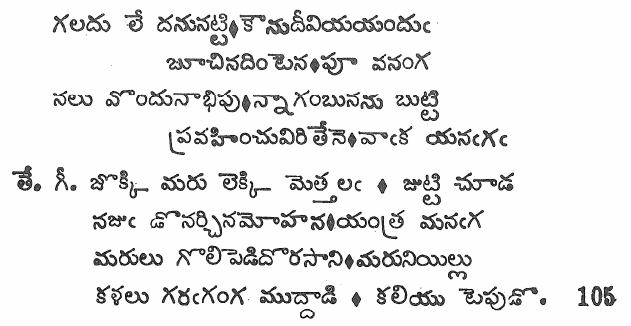 గలదు లే దనునట్టి♦కౌనుదీవియయందుఁ
బూచినదింటెన♦పూ వనంగ
నలు వొందునాభిపు♦న్నాగంబునను బుట్టి
ప్రవహించువిరితేనె♦వాఁక యనఁగఁ
తే. గీ. బొక్కి మరు లెక్కి మెత్తలఁ ♦ జుట్టి చూడ
నజుఁ డొనర్చినమోహన♦యంత్ర మనఁగ
మరులు గొలిపెడిదొరసాని♦మరునియిల్లు
కళలు గరఁగంగ ముద్దాడి ♦ కలియు టెపుడొ. 105